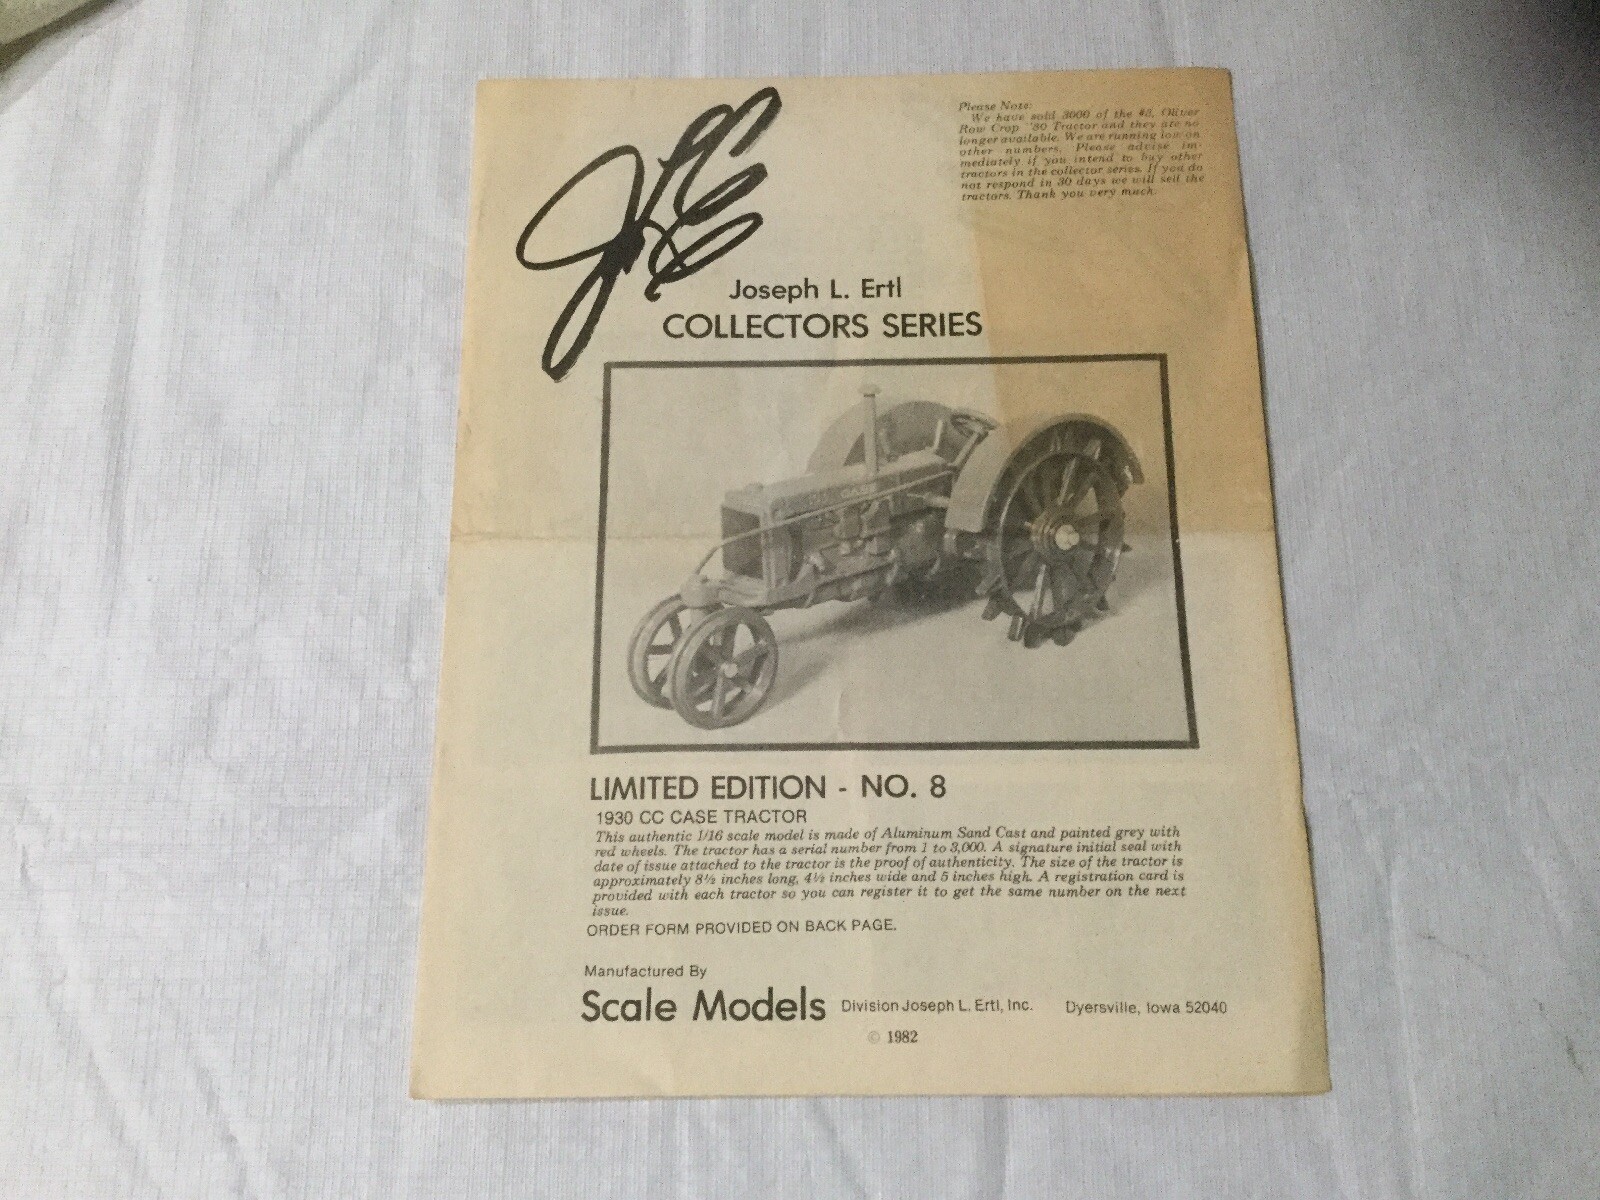 JLE
Please Note:
We have sold 3000 of the #3, Oliver
Row Crop '80 Tractor and they are no
longer available. We are running low on
other numbers. Please advise im-
mediately if you intend to buy other
tractors in the collector series. If you do
not respond in 30 days we will sell the
tractors. Thank you very much.
Joseph L. Ertl
COLLECTORS SERIES
CASE
LIMITED EDITION - NO. 8
1930 CC CASE TRACTOR
This authentic 1/16 scale model is made of Aluminum Sand Cast and painted grey with
red wheels. The tractor has a serial number from 1 to 3,000. A signature initial seal with
date of issue attached to the tractor is the proof of authenticity. The size of the tractor is
approximately 8½ inches long, 4½ inches wide and 5 inches high. A registration card is
provided with each tractor so you can register it to get the same number on the next
issue.
ORDER FORM PROVIDED ON BACK PAGE.
Manufactured By
Scale Models Division Joseph L. Ertl, Inc. Dyersville, Iowa 52040
© 1982